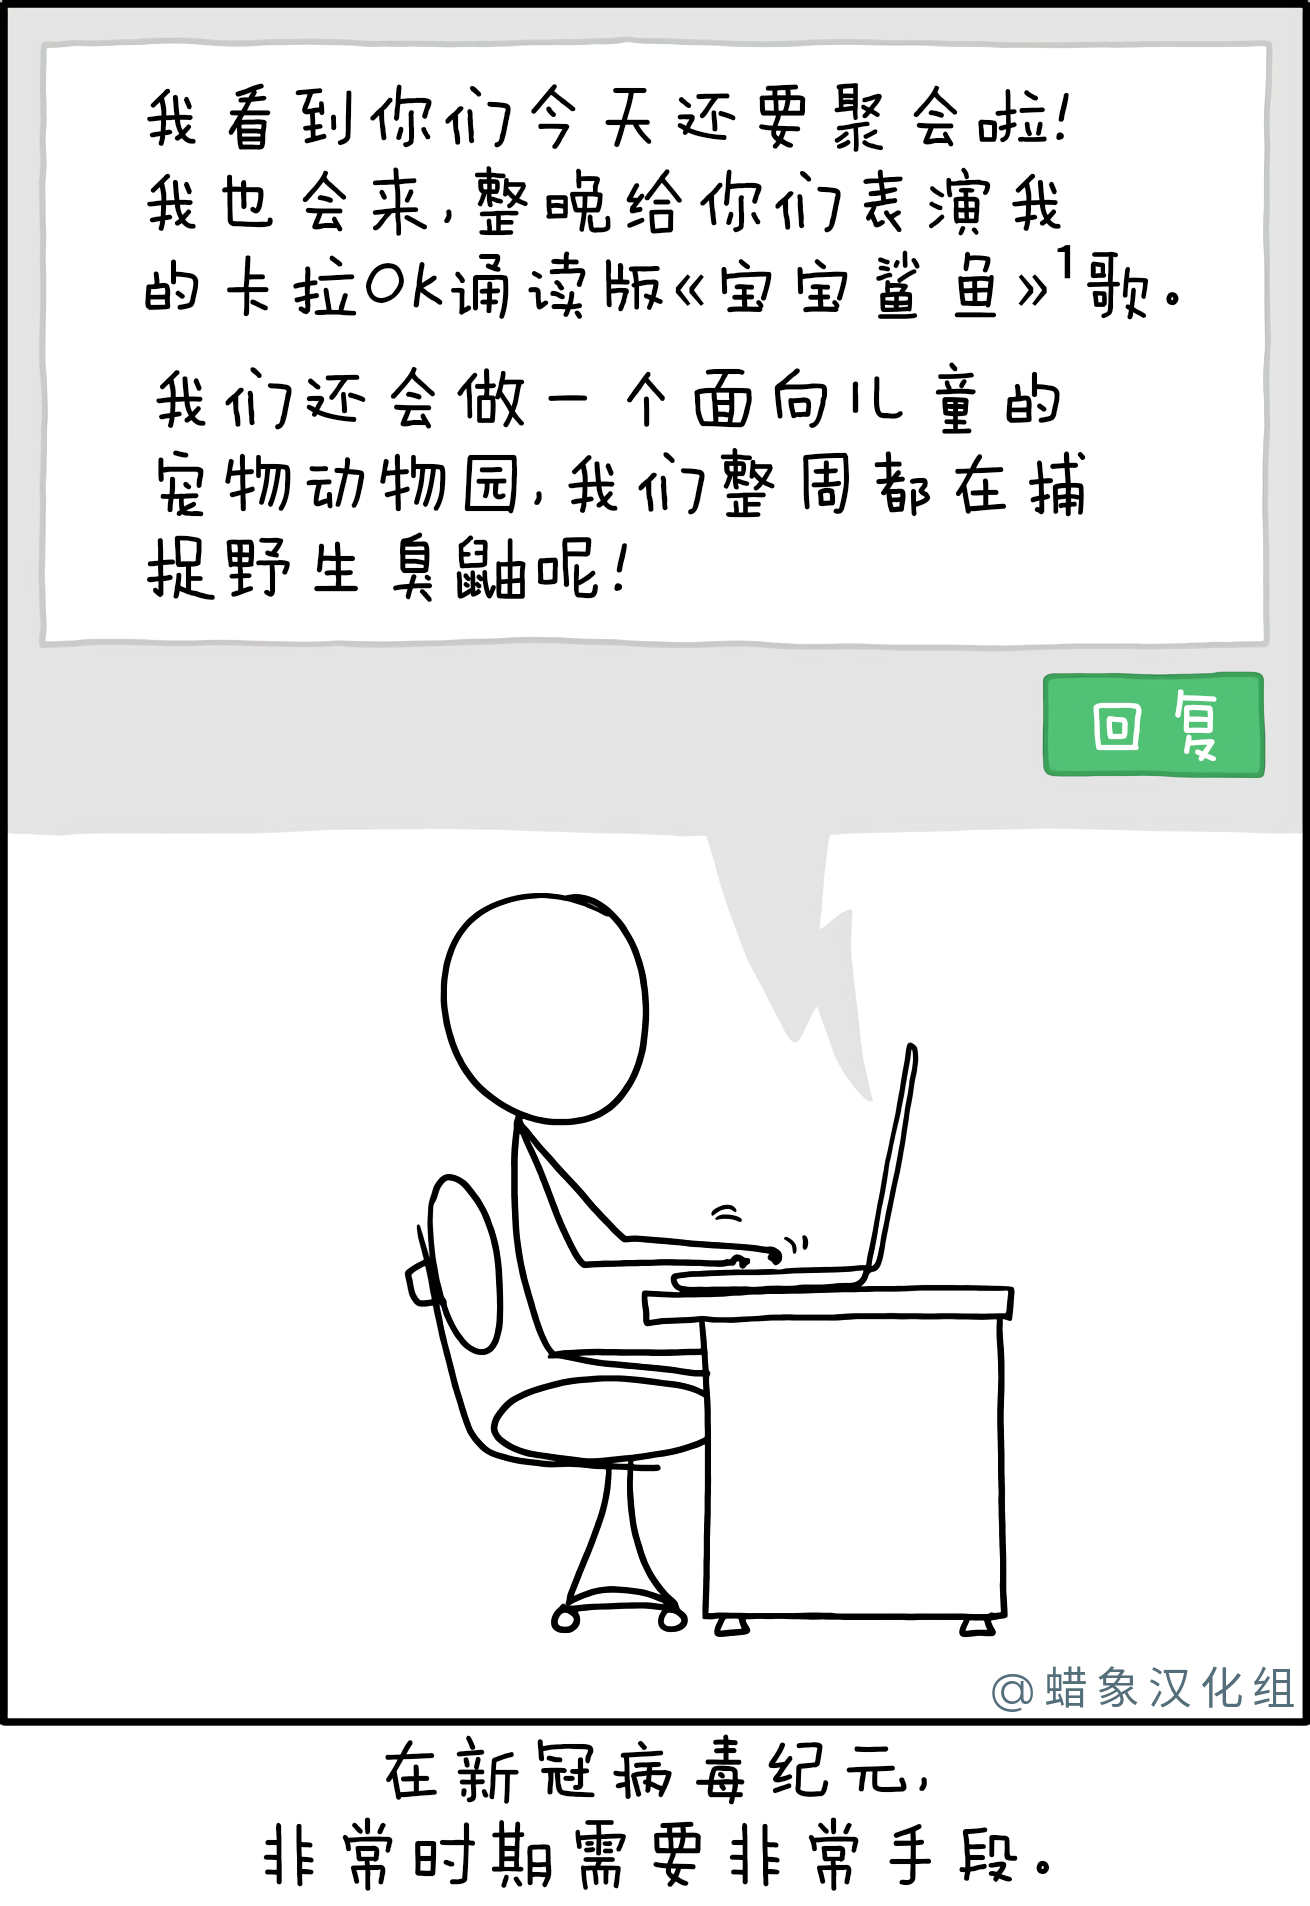 我看到你们今天还要聚会啦!
我也会来,整晚给你们表演我
的卡拉OK诵读版《宝宝鲨鱼》1歌。
我们还会做一个面向儿童的
宠物动物园,我们整周都在捕
捉野生臭鼬呢!
回复
@蜡象汉化组
在新冠病毒纪元,
非常时期需要非常手段。